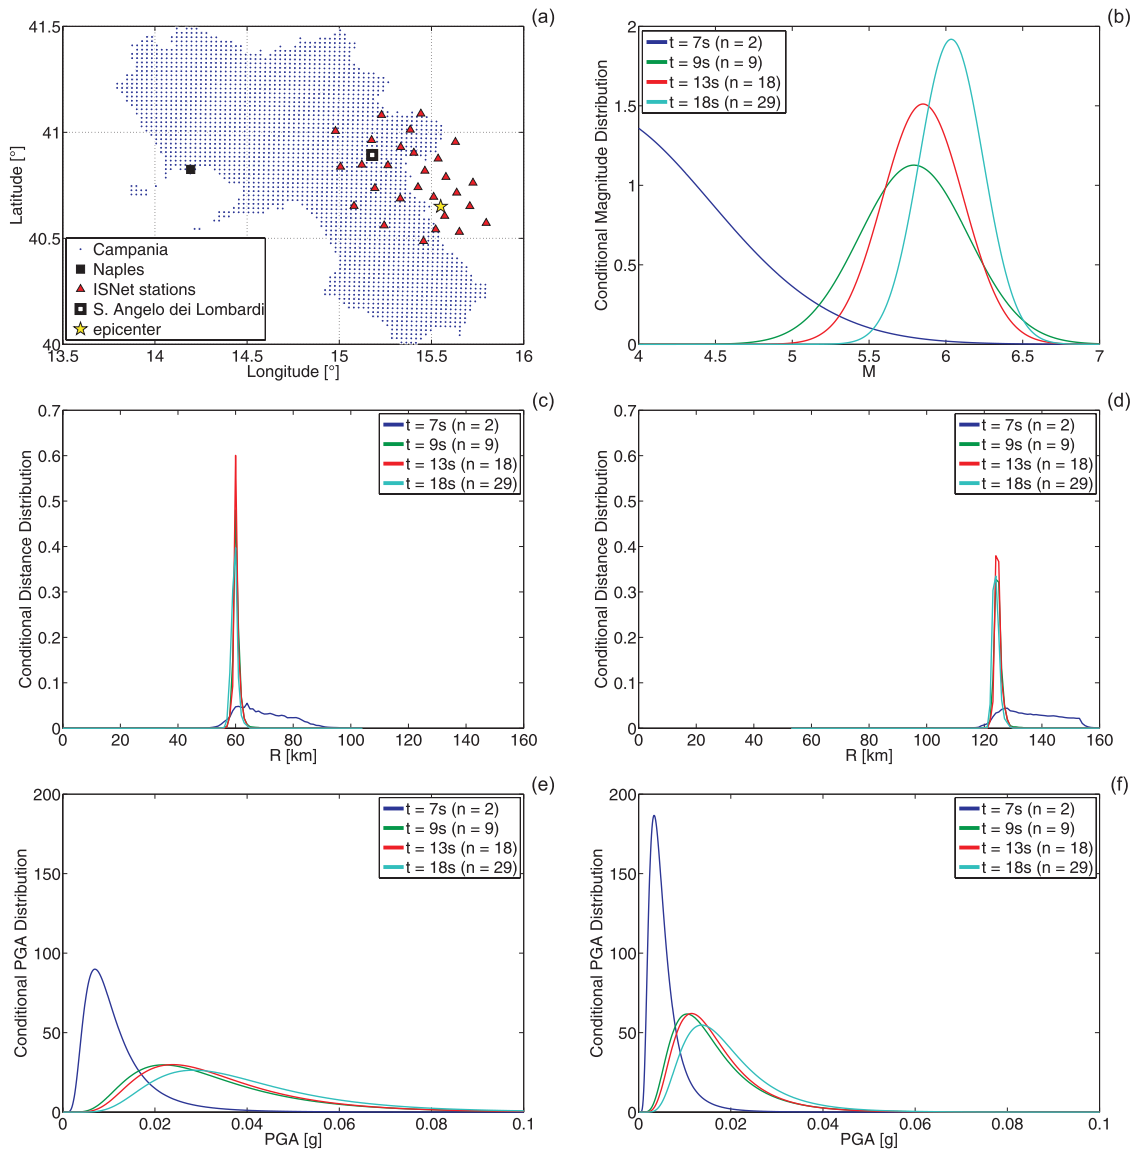 (a)
41.5
41
40.5
40
Latitude [°]
Campania
Naples
ISNet stations
S. Angelo dei Lombardi
epicenter
13.5 14 14.5 15 15.5 16
Longitude [°]
(b)
2
1.5
1
0.5
0
Conditional Magnitude Distribution
t = 7s (n = 2)
t = 9s (n = 9)
t = 13s (n = 18)
t = 18s (n = 29)
4 4.5 5 5.5 6 6.5 7
M
(c)
0.7
0.6
0.5
0.4
0.3
0.2
0.1
0
Conditional Distance Distribution
t = 7s (n = 2)
t = 9s (n = 9)
t = 13s (n = 18)
t = 18s (n = 29)
0 20 40 60 80 100 120 140 160
R [km]
(d)
0.7
0.6
0.5
0.4
0.3
0.2
0.1
0
Conditional Distance Distribution
t = 7s (n = 2)
t = 9s (n = 9)
t = 13s (n = 18)
t = 18s (n = 29)
0 20 40 60 80 100 120 140 160
R [km]
(e)
200
150
100
50
0
Conditional PGA Distribution
t = 7s (n = 2)
t = 9s (n = 9)
t = 13s (n = 18)
t = 18s (n = 29)
0 0.02 0.04 0.06 0.08 0.1
PGA [g]
(f)
200
150
100
50
0
Conditional PGA Distribution
t = 7s (n = 2)
t = 9s (n = 9)
t = 13s (n = 18)
t = 18s (n = 29)
0 0.02 0.04 0.06 0.08 0.1
PGA [g]